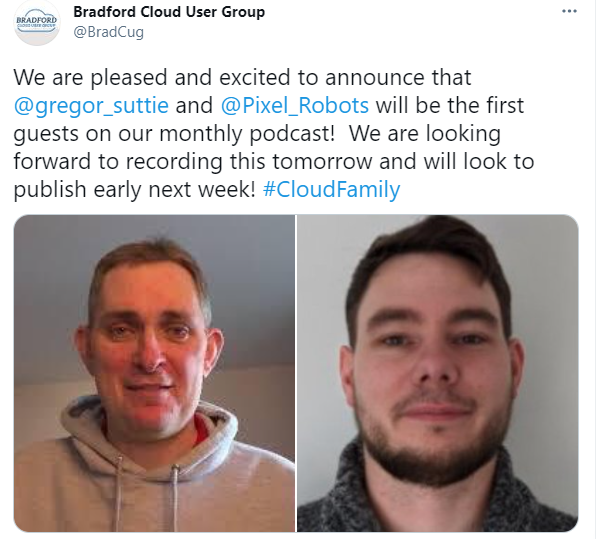 BRADFORD
CLOUD USER GROUP
Bradford Cloud User Group
@BradCug
We are pleased and excited to announce that
@gregor_suttie and @Pixel_Robots will be the first
guests on our monthly podcast!  We are looking
forward to recording this tomorrow and will look to
publish early next week! #CloudFamily